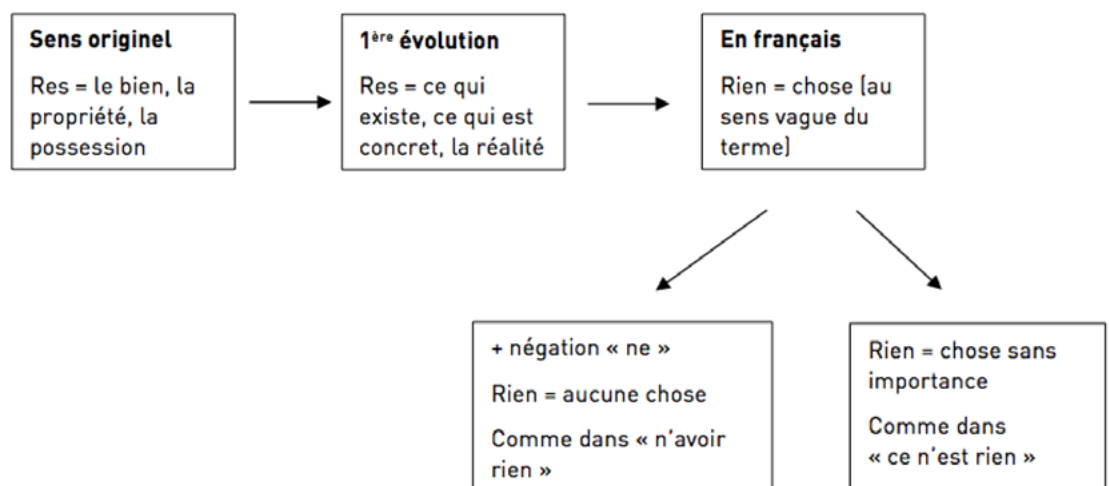 Sens originel
Res = le bien, la
propriété, la
possession
1ère évolution
Res = ce qui
existe, ce qui est
concret, la réalité
En français
Rien = chose (au
sens vague du
terme)
+ négation « ne »
Rien = aucune chose
Comme dans « n’avoir
rien »
Rien = chose sans
importance
Comme dans
« ce n’est rien »